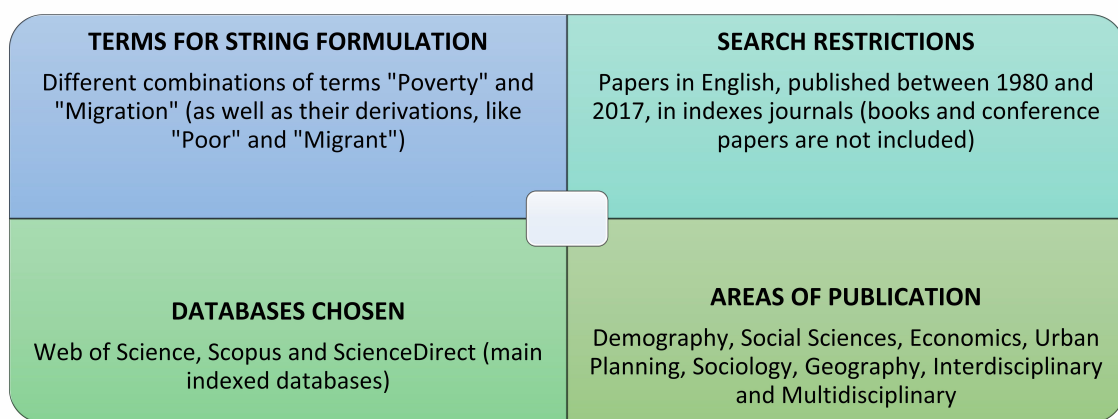 TERMS FOR STRING FORMULATION
Different combinations of terms "Poverty" and
"Migration" (as well as their derivations, like
"Poor" and "Migrant")
SEARCH RESTRICTIONS
Papers in English, published between 1980 and
2017, in indexes journals (books and conference
papers are not included)
DATABASES CHOSEN
Web of Science, Scopus and ScienceDirect (main
indexed databases)
AREAS OF PUBLICATION
Demography, Social Sciences, Economics, Urban
Planning, Sociology, Geography, Interdisciplinary
and Multidisciplinary